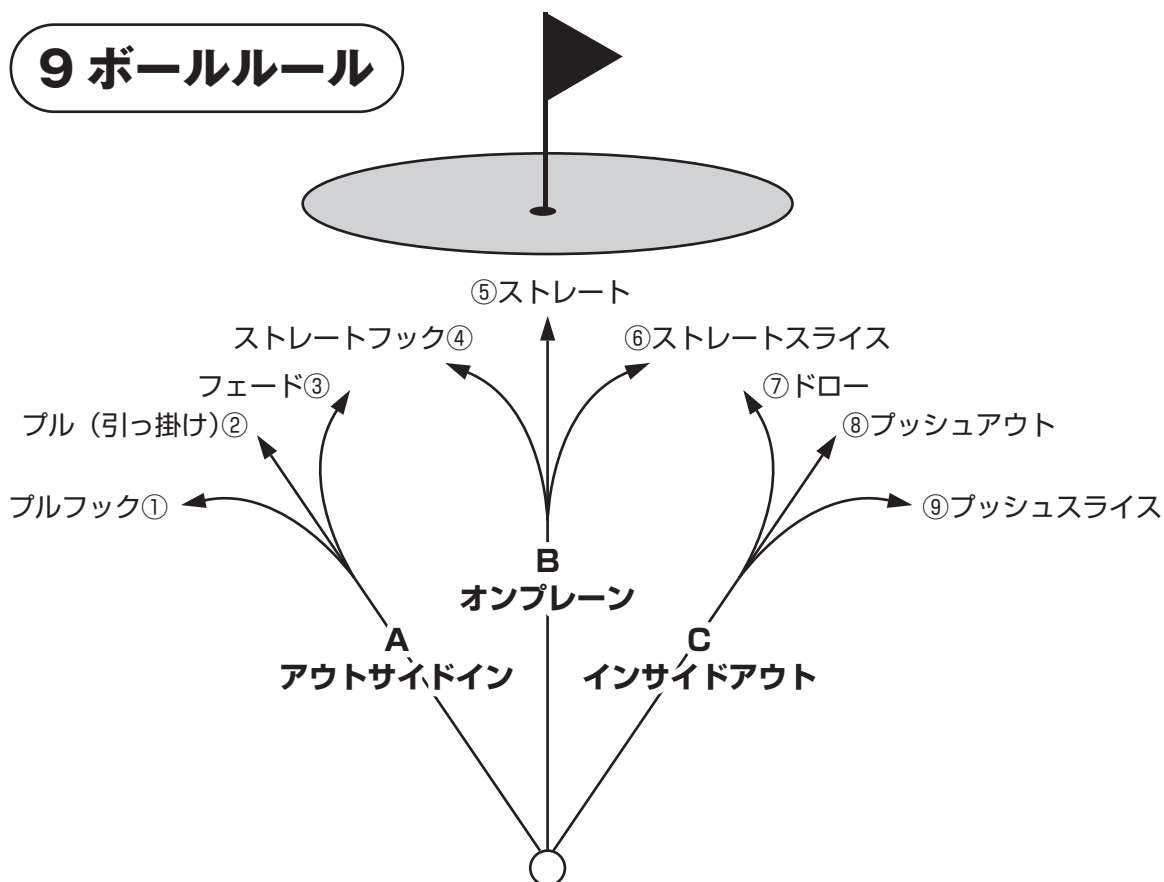 9 ボールルール
⑤ストレート
ストレートフック④
⑥ストレートスライス
フェード③
⑦ドロー
プル（引っ掛け）②
⑧プッシュアウト
プルフック①
⑨プッシュスライス
B
オンプレーン
A
アウトサイドイン
C
インサイドアウト